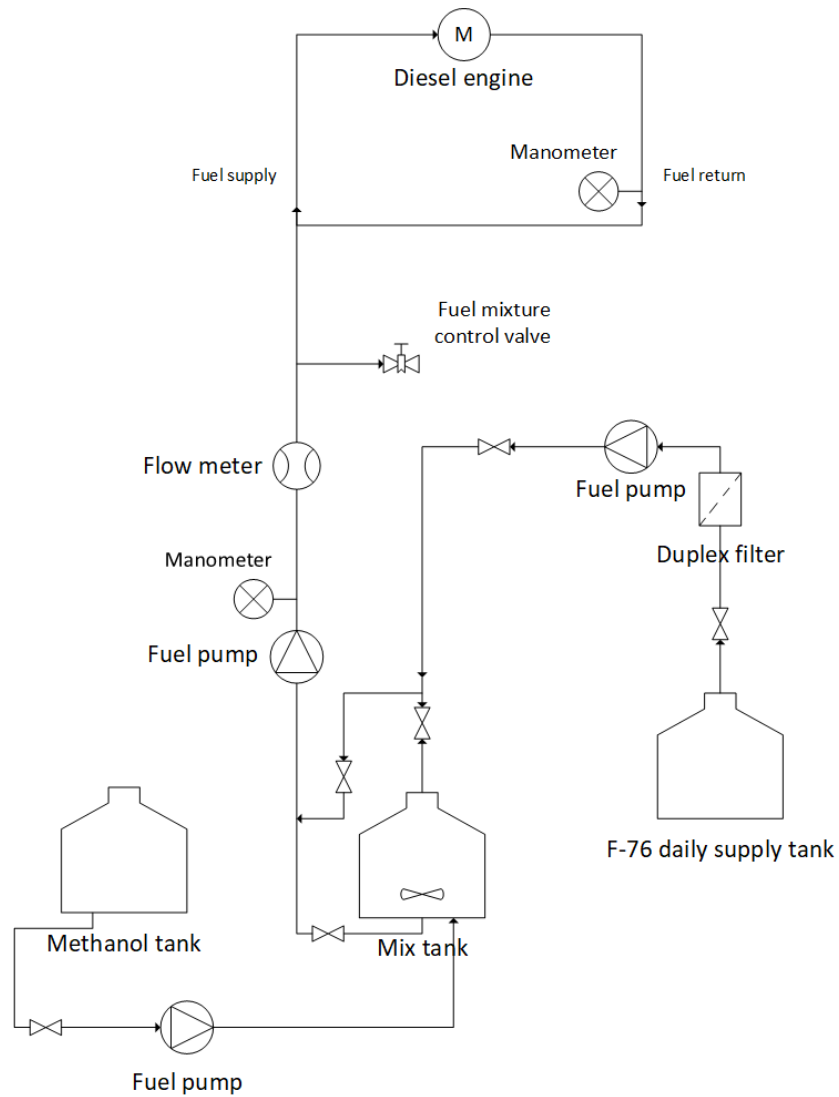 M
Diesel engine
Manometer
Fuel supply
Fuel return
Fuel mixture
control valve
Flow meter
Fuel pump
Duplex filter
Manometer
Fuel pump
F-76 daily supply tank
Methanol tank
Mix tank
Fuel pump